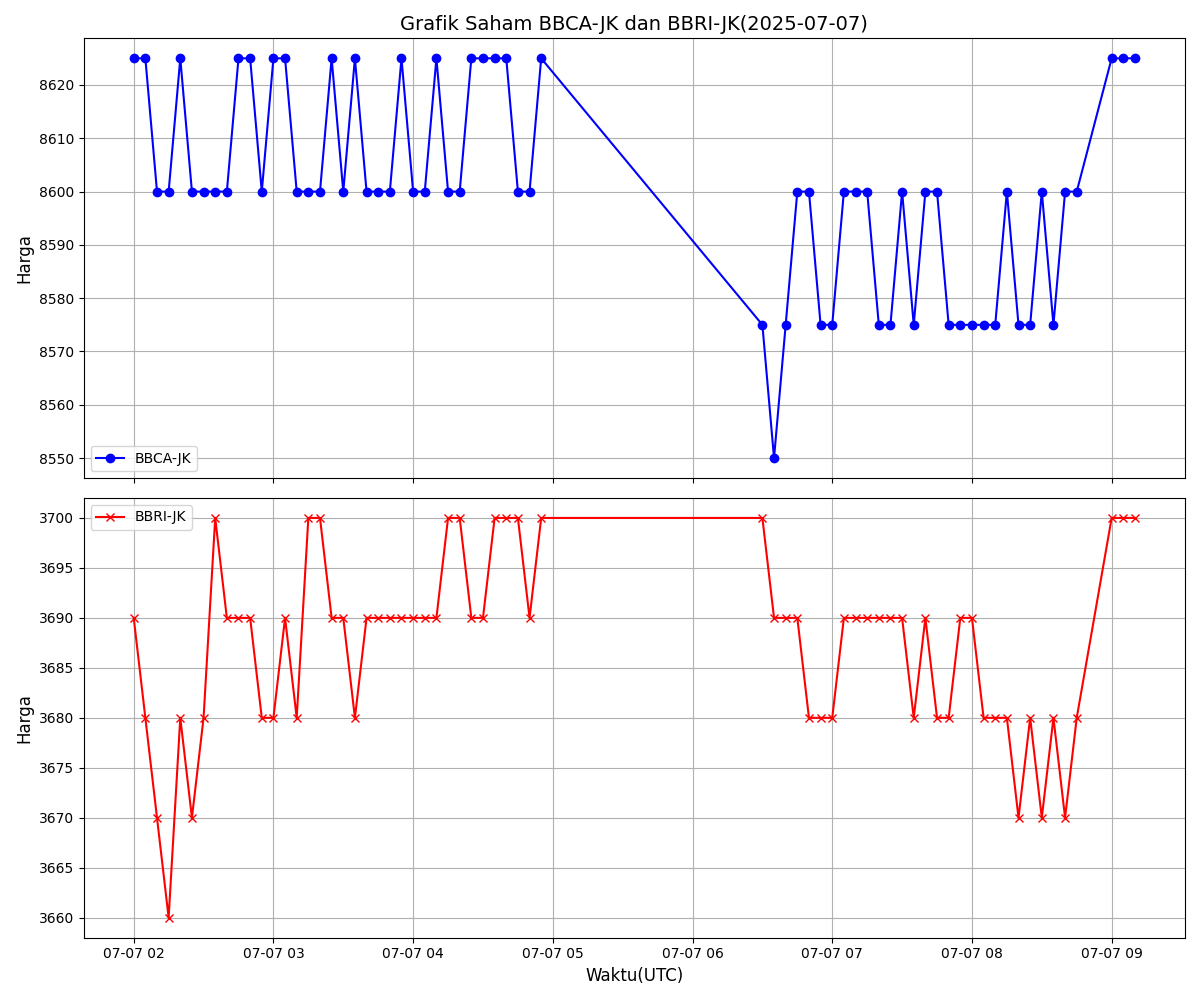 Grafik Saham BBCA-JK dan BBRI-JK(2025-07-07)
8620
8610
8600
8590
8580
8570
8560
8550
Harga
BBCA-JK
3700
3695
3690
3685
3680
3675
3670
3665
3660
Harga
BBRI-JK
07-07 02 07-07 03 07-07 04 07-07 05 07-07 06 07-07 07 07-07 08 07-07 09
Waktu(UTC)